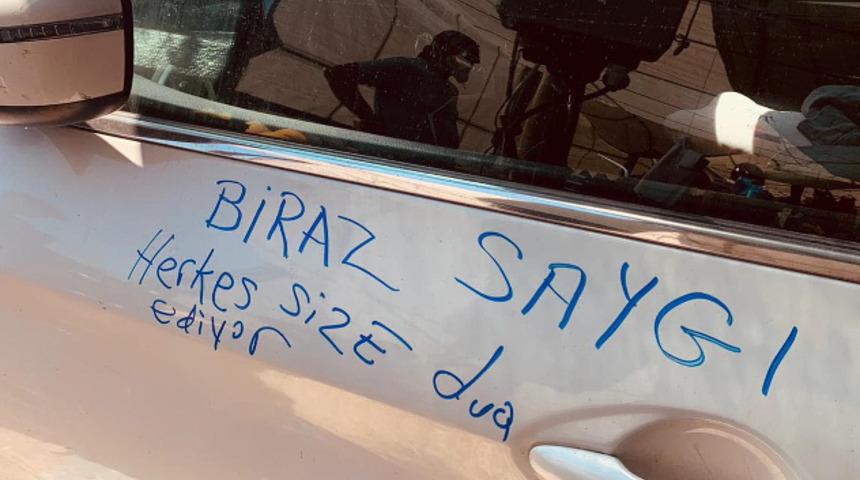 BiRAZ SAYGI
Herkes SiZE dua
ediyor